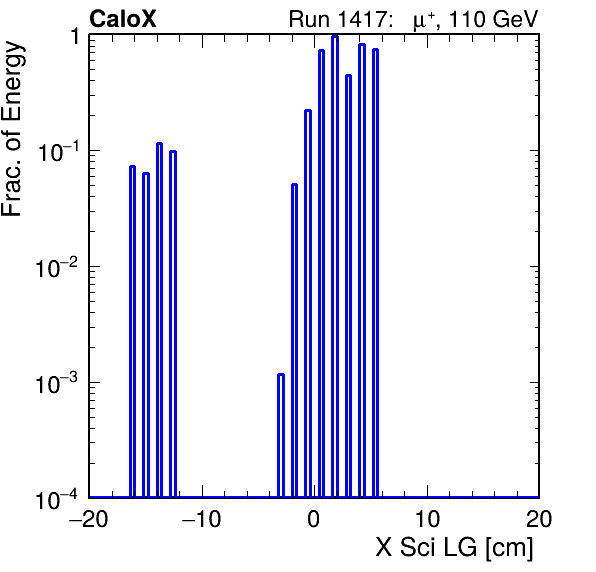 CaloX Run 1417: μ⁺, 110 GeV
Frac. of Energy
1
10⁻¹
10⁻²
10⁻³
10⁻⁴
−20 −10 0 10 20
X Sci LG [cm]